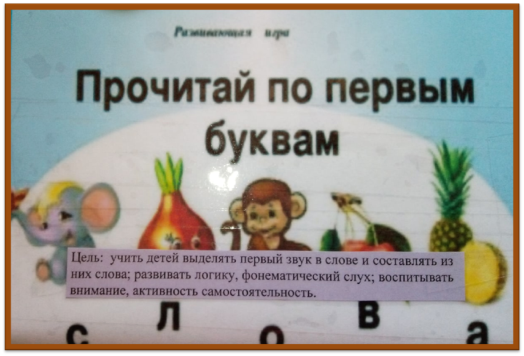 Развивающая игра
Прочитай по первым
буквам
Цель: учить детей выделять первый звук в слове и составлять из
них слова; развивать логику, фонематический слух; воспитывать
внимание, активность самостоятельность.
с л о в а